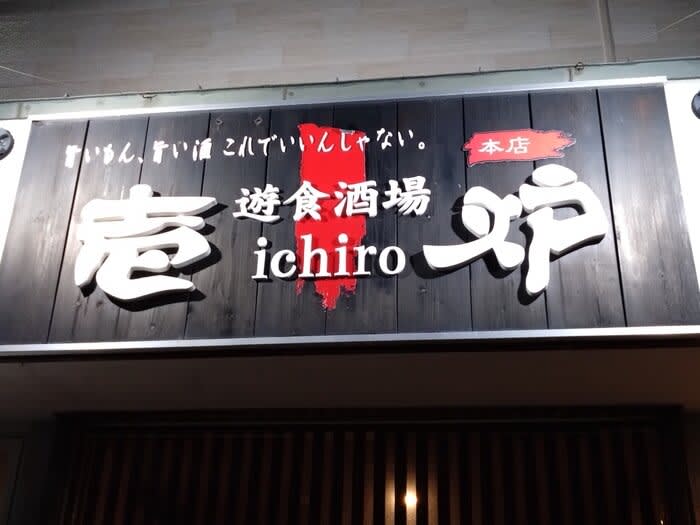 旨いもん、旨い酒 これでいいんじゃない。
本店
壱
遊食酒場
ichiro
炉